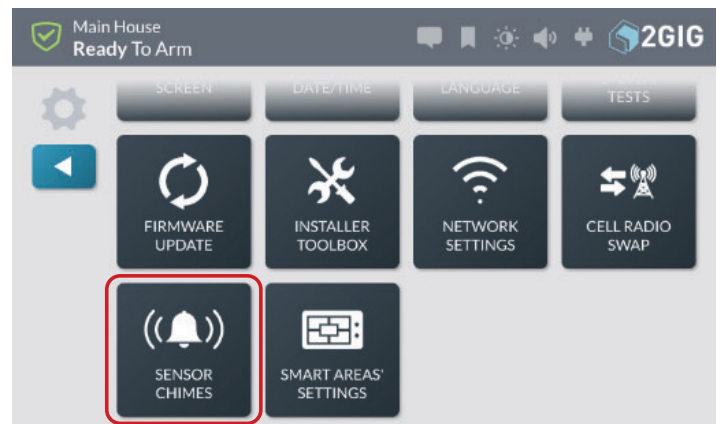 Main House
Ready To Arm
2GIG
SCREEN
DATE/TIME
LANGUAGE
TESTS
FIRMWARE
UPDATE
INSTALLER
TOOLBOX
NETWORK
SETTINGS
CELL RADIO
SWAP
SENSOR
CHIMES
SMART AREAS'
SETTINGS